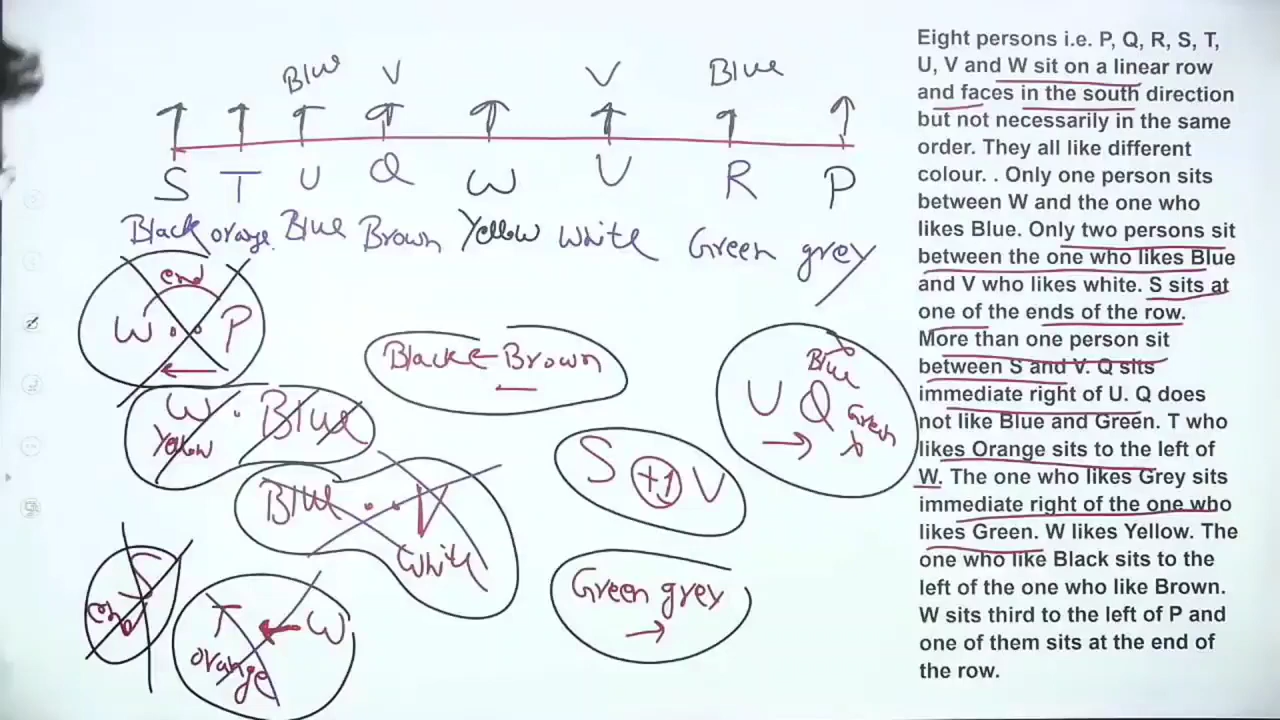 Blue V V Blue
S T U Q W V R P
Black orange Blue Brown Yellow White Green grey
end
W . . P
Black ← Brown
Blue
U Q Green
x
W . Blue
Yellow
S +1 V
Blue . . V
White
Green grey
end
T ← W
orange
Eight persons i.e. P, Q, R, S, T,
U, V and W sit on a linear row
and faces in the south direction
but not necessarily in the same
order. They all like different
colour. . Only one person sits
between W and the one who
likes Blue. Only two persons sit
between the one who likes Blue
and V who likes white. S sits at
one of the ends of the row.
More than one person sit
between S and V. Q sits
immediate right of U. Q does
not like Blue and Green. T who
likes Orange sits to the left of
W. The one who likes Grey sits
immediate right of the one who
likes Green. W likes Yellow. The
one who like Black sits to the
left of the one who like Brown.
W sits third to the left of P and
one of them sits at the end of
the row.